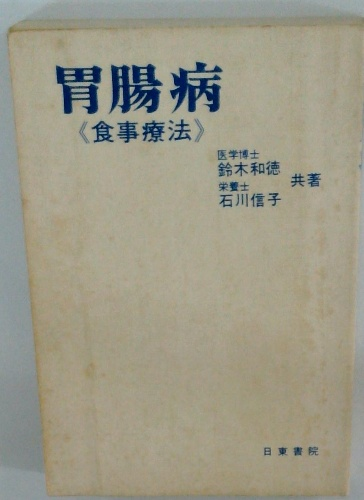 胃腸病
《食事療法》
医学博士
鈴木和徳
栄養士
石川信子
共著
日東書院